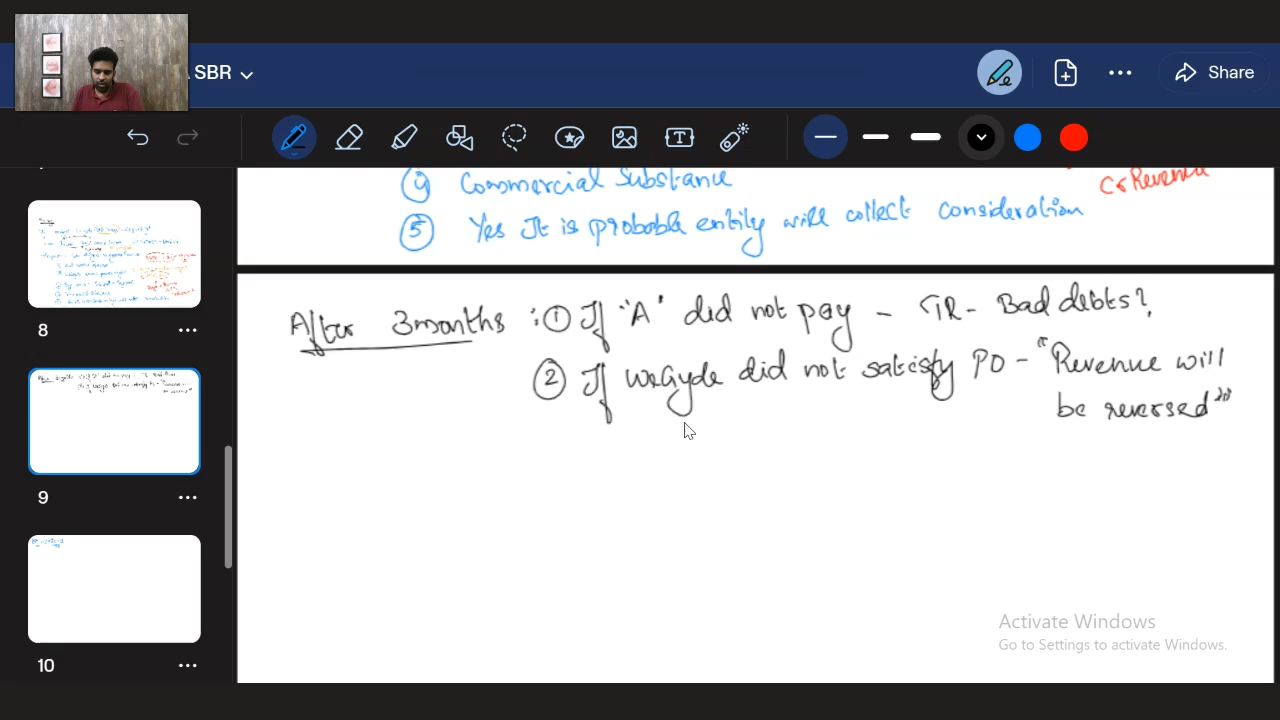 SBR
Share
④ Commercial Substance
Cr Revenue
⑤ Yes It is probable entity will collect consideration
After 3months :① If "A" did not pay - TR - Bad debts?
② If WeGyde did not satisfy PO - "Revenue will
be reversed"
8
9
10
Activate Windows
Go to Settings to activate Windows.